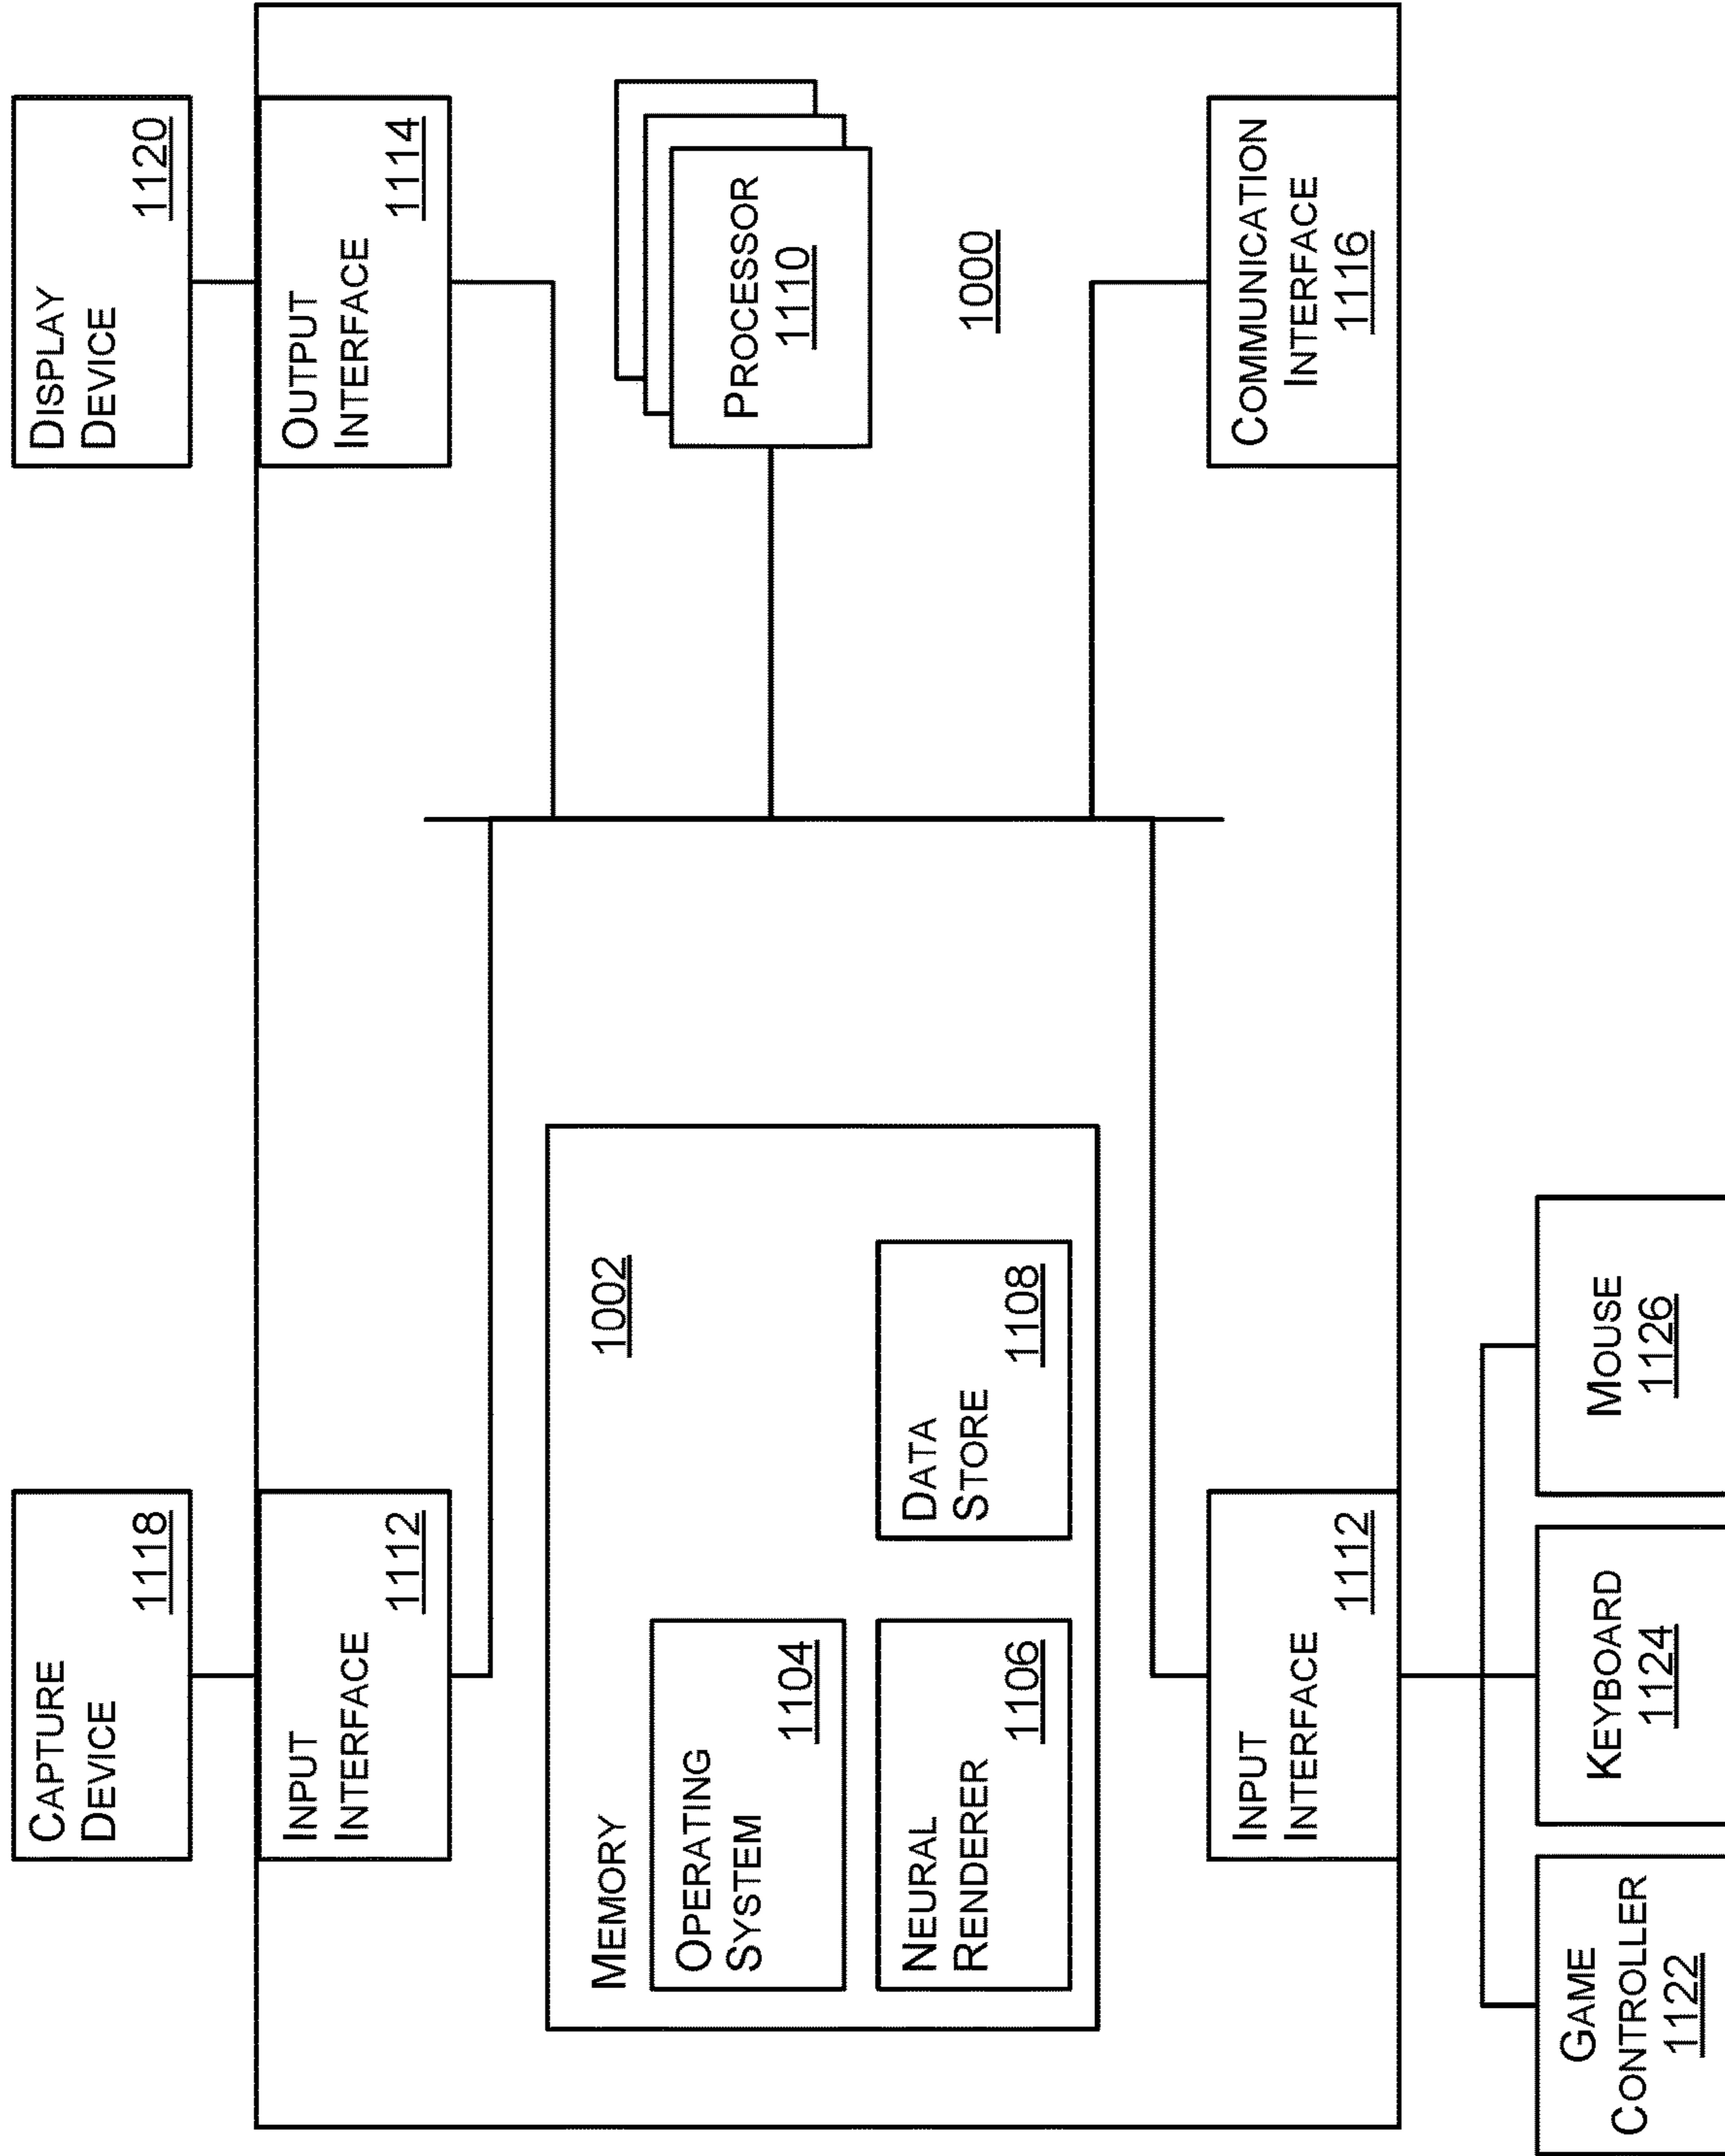 CAPTURE
DEVICE
1118
DISPLAY
DEVICE
1120
INPUT
INTERFACE
1112
OUTPUT
INTERFACE
1114
MEMORY
1002
OPERATING
SYSTEM
1104
NEURAL
RENDERER
1106
DATA
STORE
1108
PROCESSOR
1110
1000
INPUT
INTERFACE
1112
COMMUNICATION
INTERFACE
1116
GAME
CONTROLLER
1122
KEYBOARD
1124
MOUSE
1126